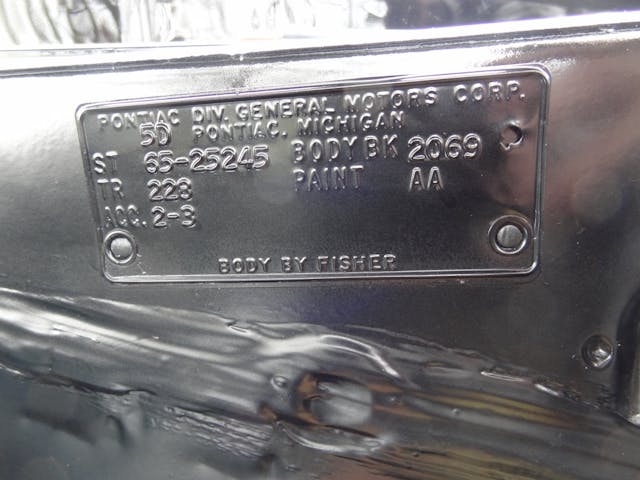 PONTIAC DIV. GENERAL MOTORS CORP.
5D PONTIAC, MICHIGAN
ST 65-25245 BODY BK 2069
TR 223 PAINT AA
ACC. 2-3
BODY BY FISHER